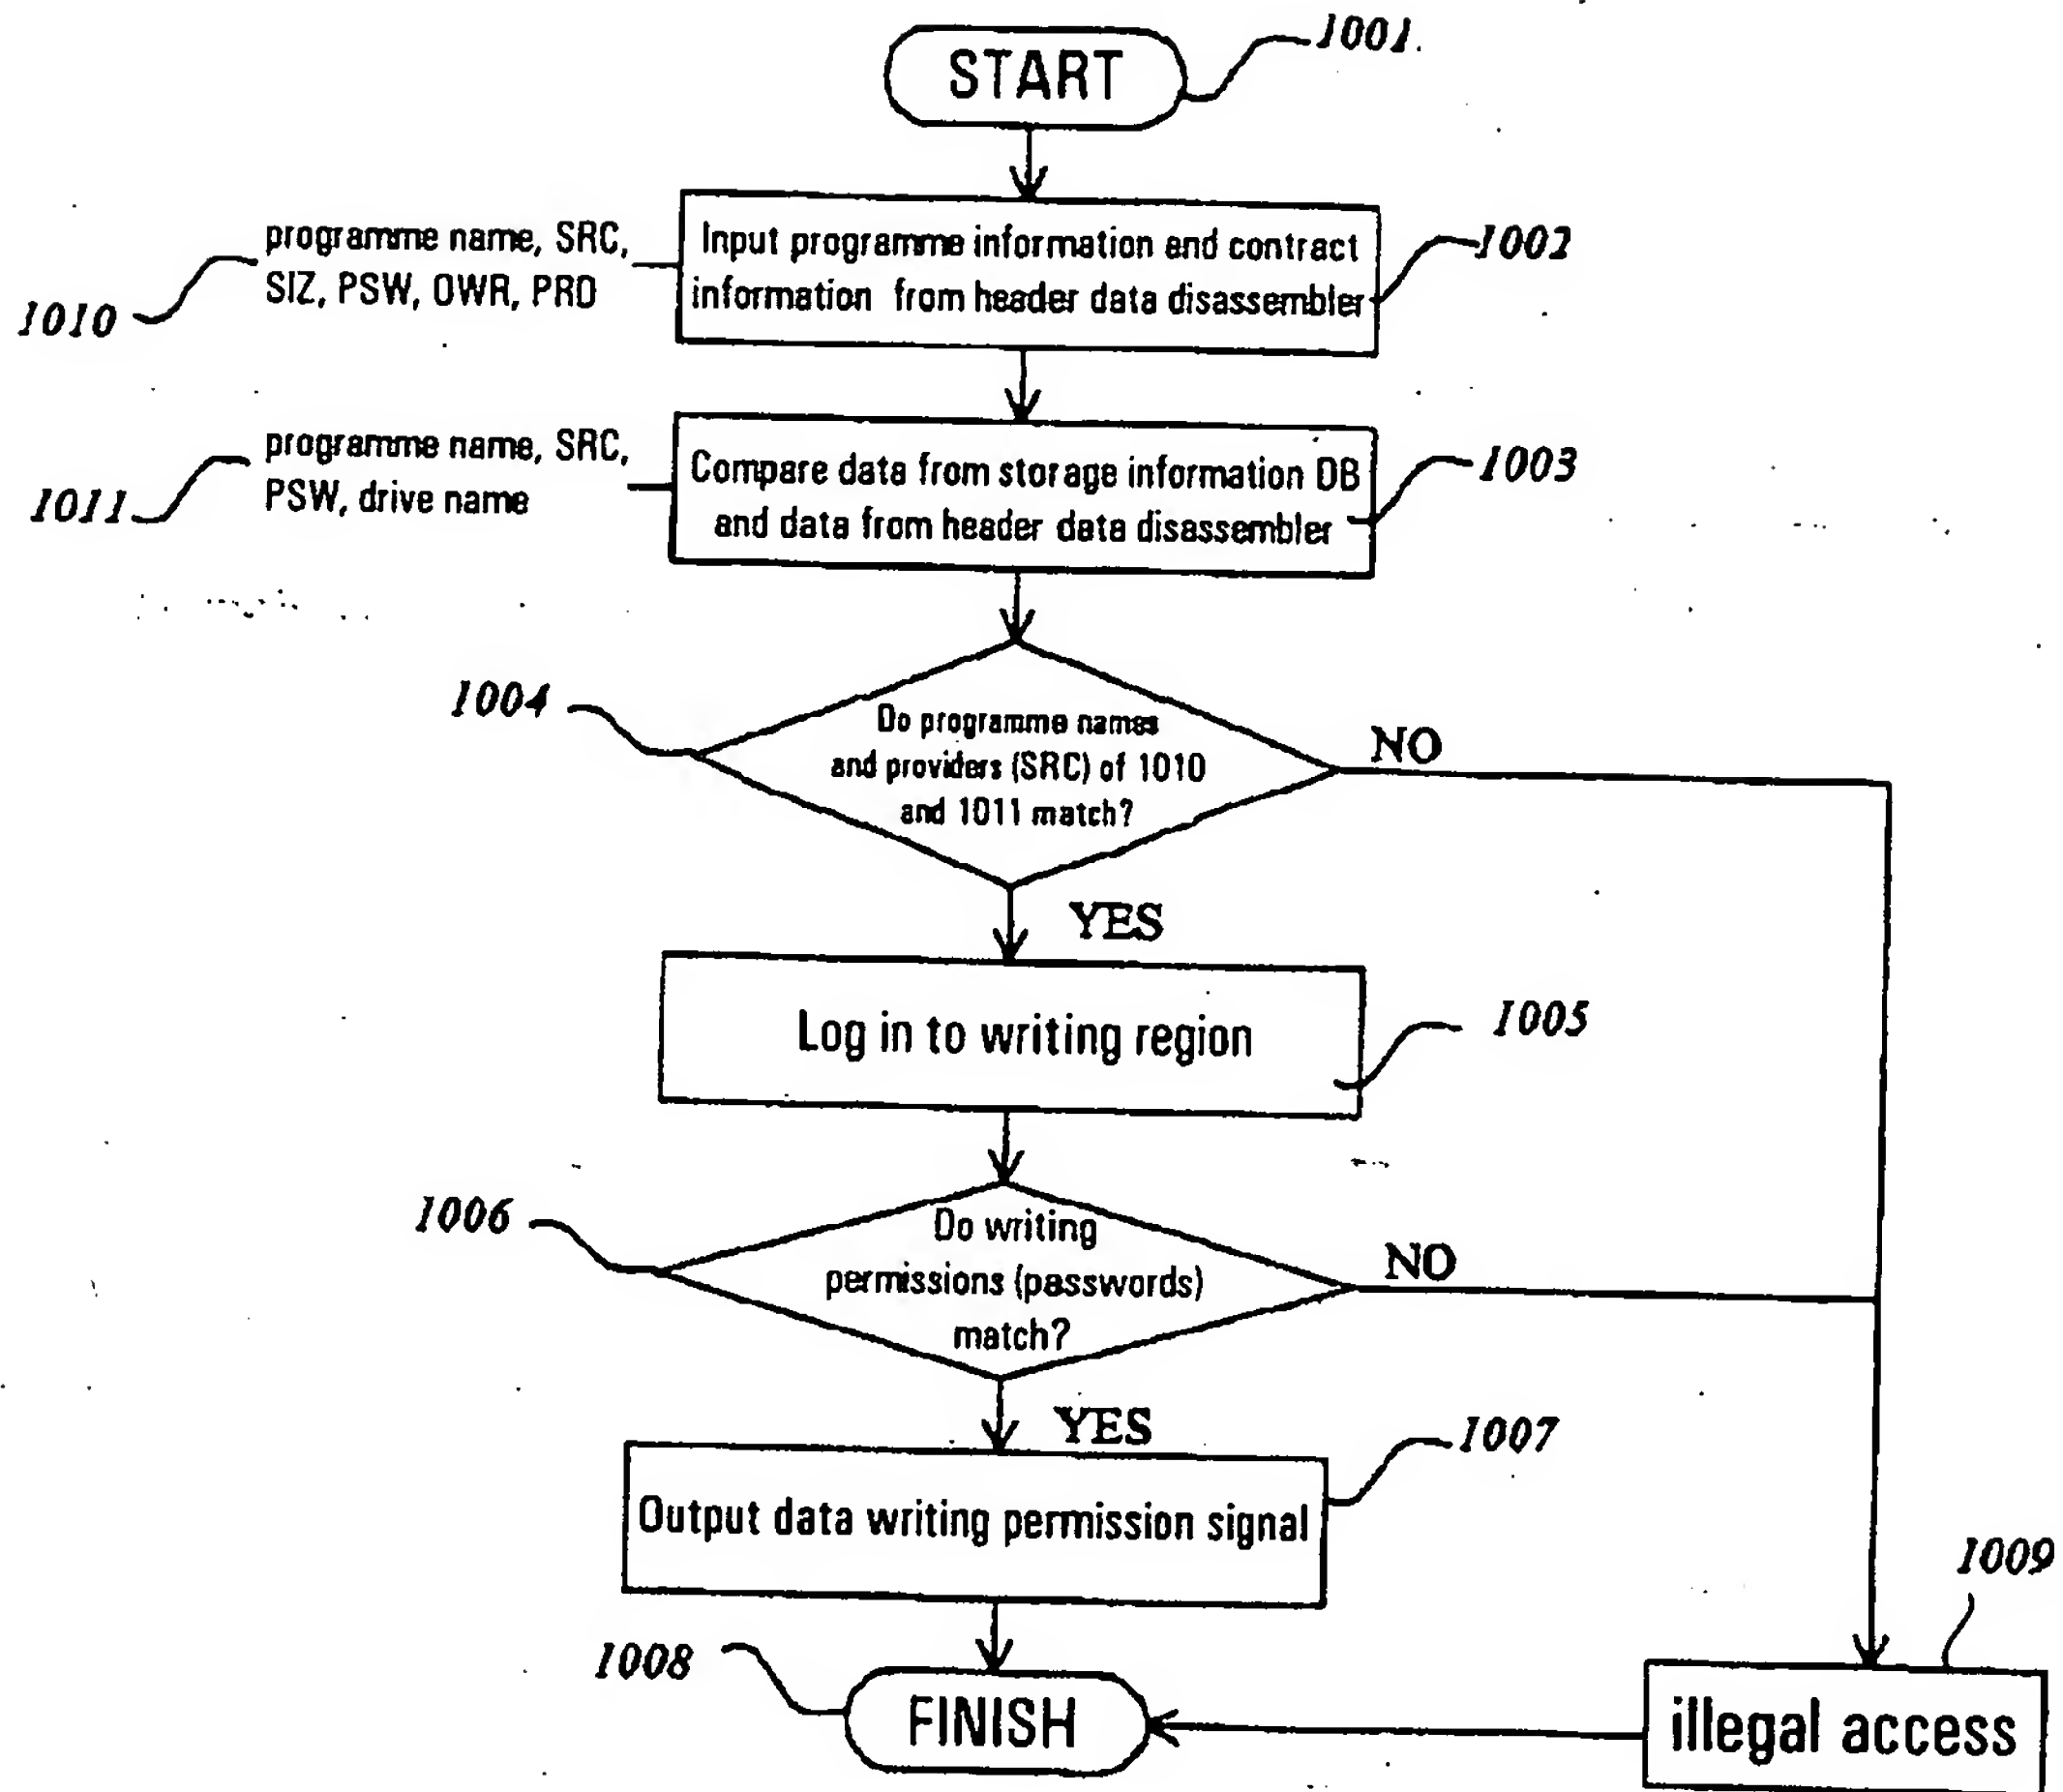 START
1001.
programme name, SRC,
SIZ, PSW, OWR, PRD
1010
Input programme information and contract
information from header data disassembler
1002
programme name, SRC,
PSW, drive name
1011
Compare data from storage information DB
and data from header data disassembler
1003
1004
Do programme names
and providers (SRC) of 1010
and 1011 match?
NO
YES
Log in to writing region
1005
1006
Do writing
permissions (passwords)
match?
NO
YES
Output data writing permission signal
1007
1009
1008
FINISH
illegal access